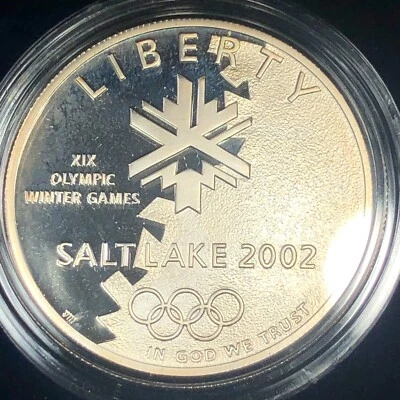 LIBERTY
XIX
OLYMPIC
WINTER GAMES
SALT LAKE 2002
IN GOD WE TRUST